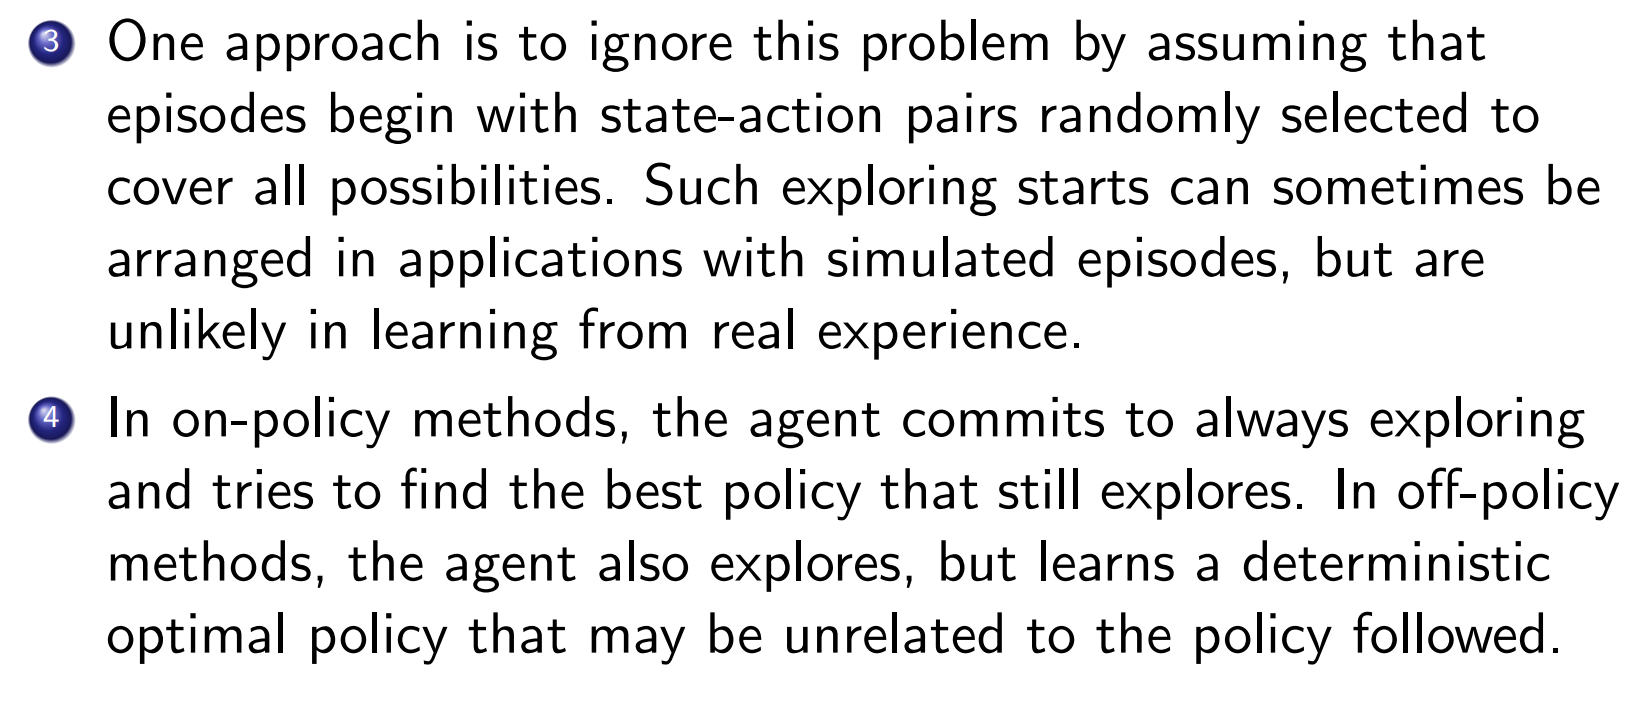 3 One approach is to ignore this problem by assuming that
episodes begin with state-action pairs randomly selected to
cover all possibilities. Such exploring starts can sometimes be
arranged in applications with simulated episodes, but are
unlikely in learning from real experience.
4 In on-policy methods, the agent commits to always exploring
and tries to find the best policy that still explores. In off-policy
methods, the agent also explores, but learns a deterministic
optimal policy that may be unrelated to the policy followed.